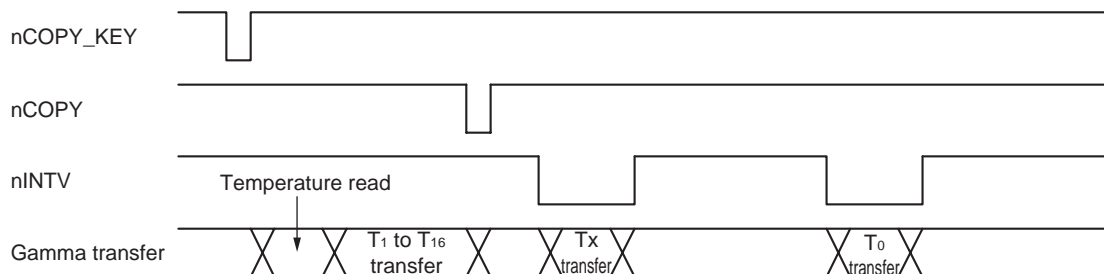 nCOPY_KEY
nCOPY
nINTV
Temperature read
Gamma transfer
T1 to T16
transfer
Tx
transfer
T0
transfer